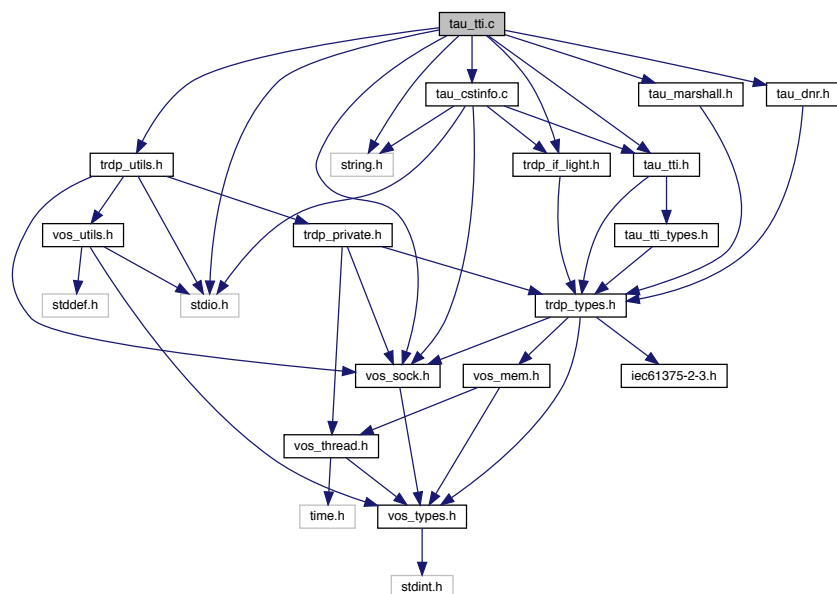 tau_tti.c
tau_cstinfo.c
tau_marshall.h
tau_dnr.h
trdp_utils.h
string.h
trdp_if_light.h
tau_tti.h
vos_utils.h
trdp_private.h
tau_tti_types.h
stddef.h
stdio.h
trdp_types.h
vos_sock.h
vos_mem.h
iec61375-2-3.h
vos_thread.h
time.h
vos_types.h
stdint.h